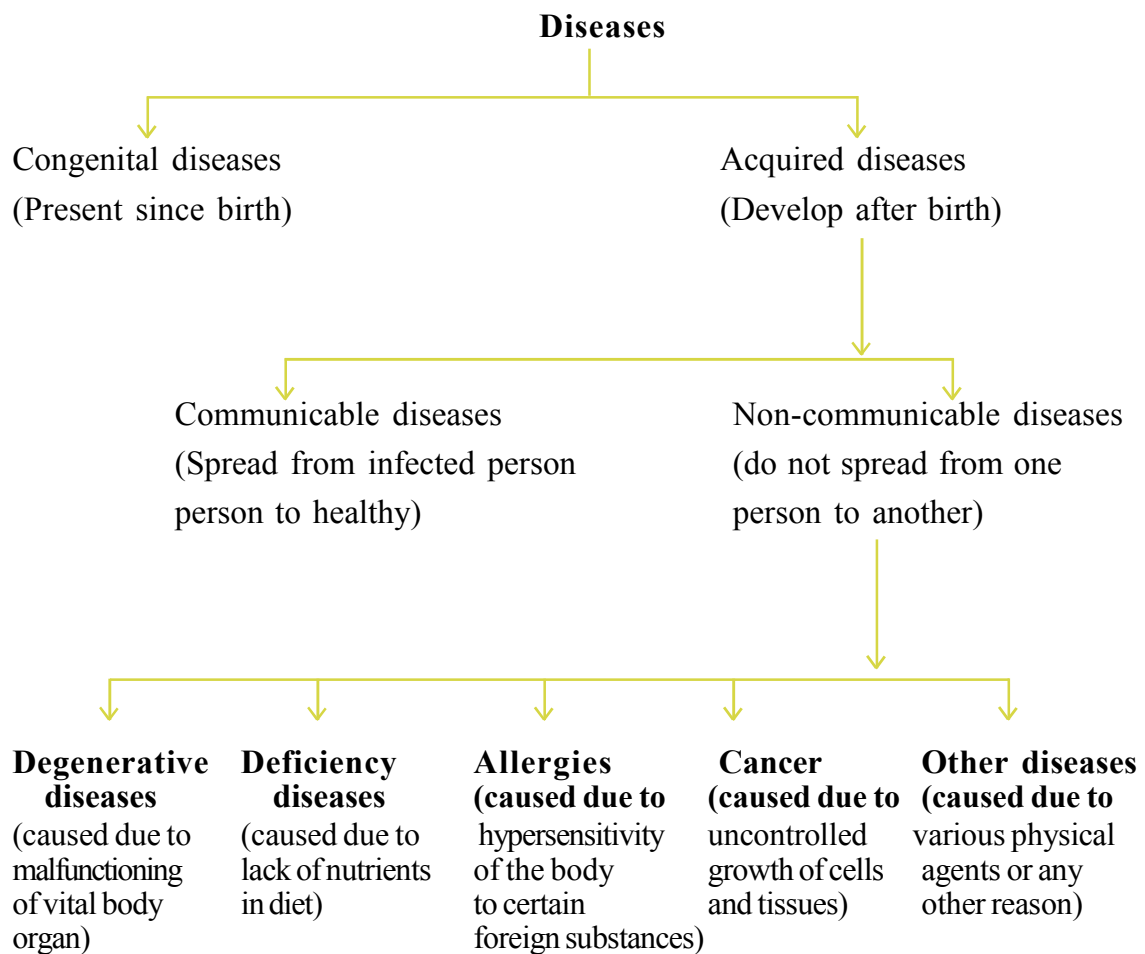 Diseases
Congenital diseases
(Present since birth)
Acquired diseases
(Develop after birth)
Communicable diseases
(Spread from infected person
person to healthy)
Non-communicable diseases
(do not spread from one
person to another)
Degenerative
diseases
(caused due to
malfunctioning
of vital body
organ)
Deficiency
diseases
(caused due to
lack of nutrients
in diet)
Allergies
(caused due to
hypersensitivity
of the body
to certain
foreign substances)
Cancer
(caused due to
uncontrolled
growth of cells
and tissues)
Other diseases
(caused due to
various physical
agents or any
other reason)